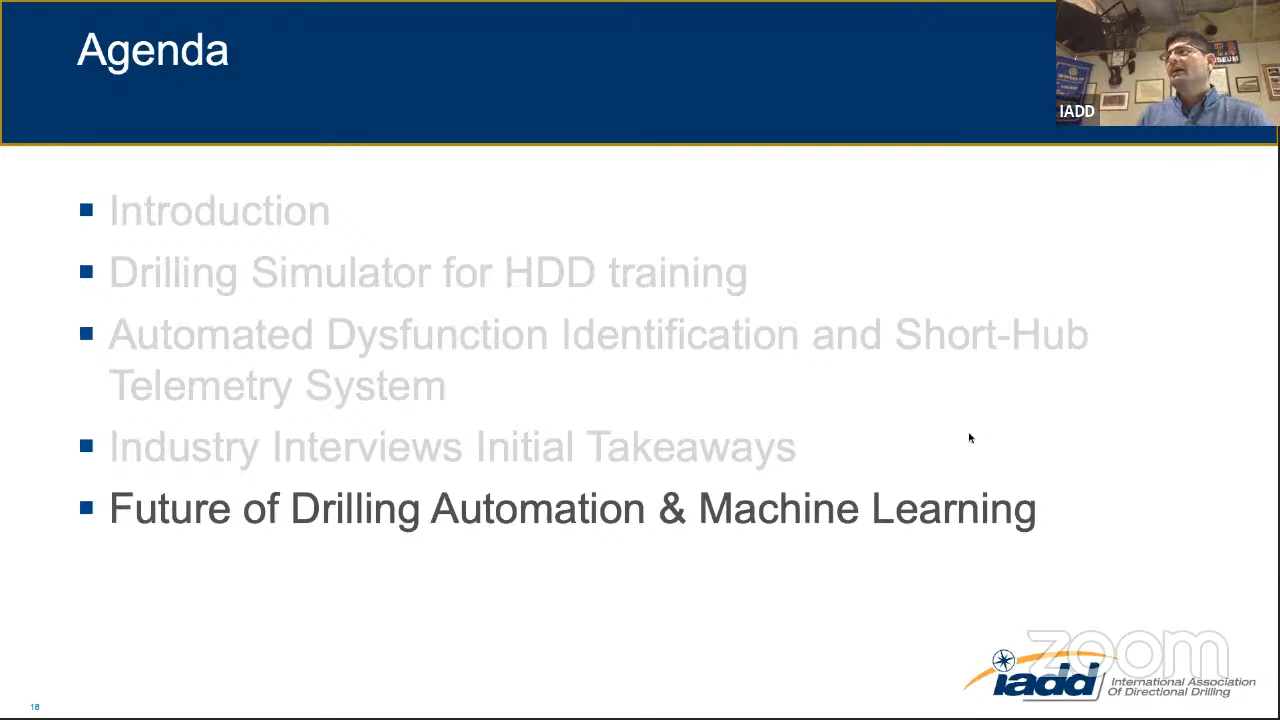 Agenda
IADD
Introduction
Drilling Simulator for HDD training
Automated Dysfunction Identification and Short-Hub
Telemetry System
Industry Interviews Initial Takeaways
Future of Drilling Automation & Machine Learning
zoom
iadd
International Association
Of Directional Drilling
18